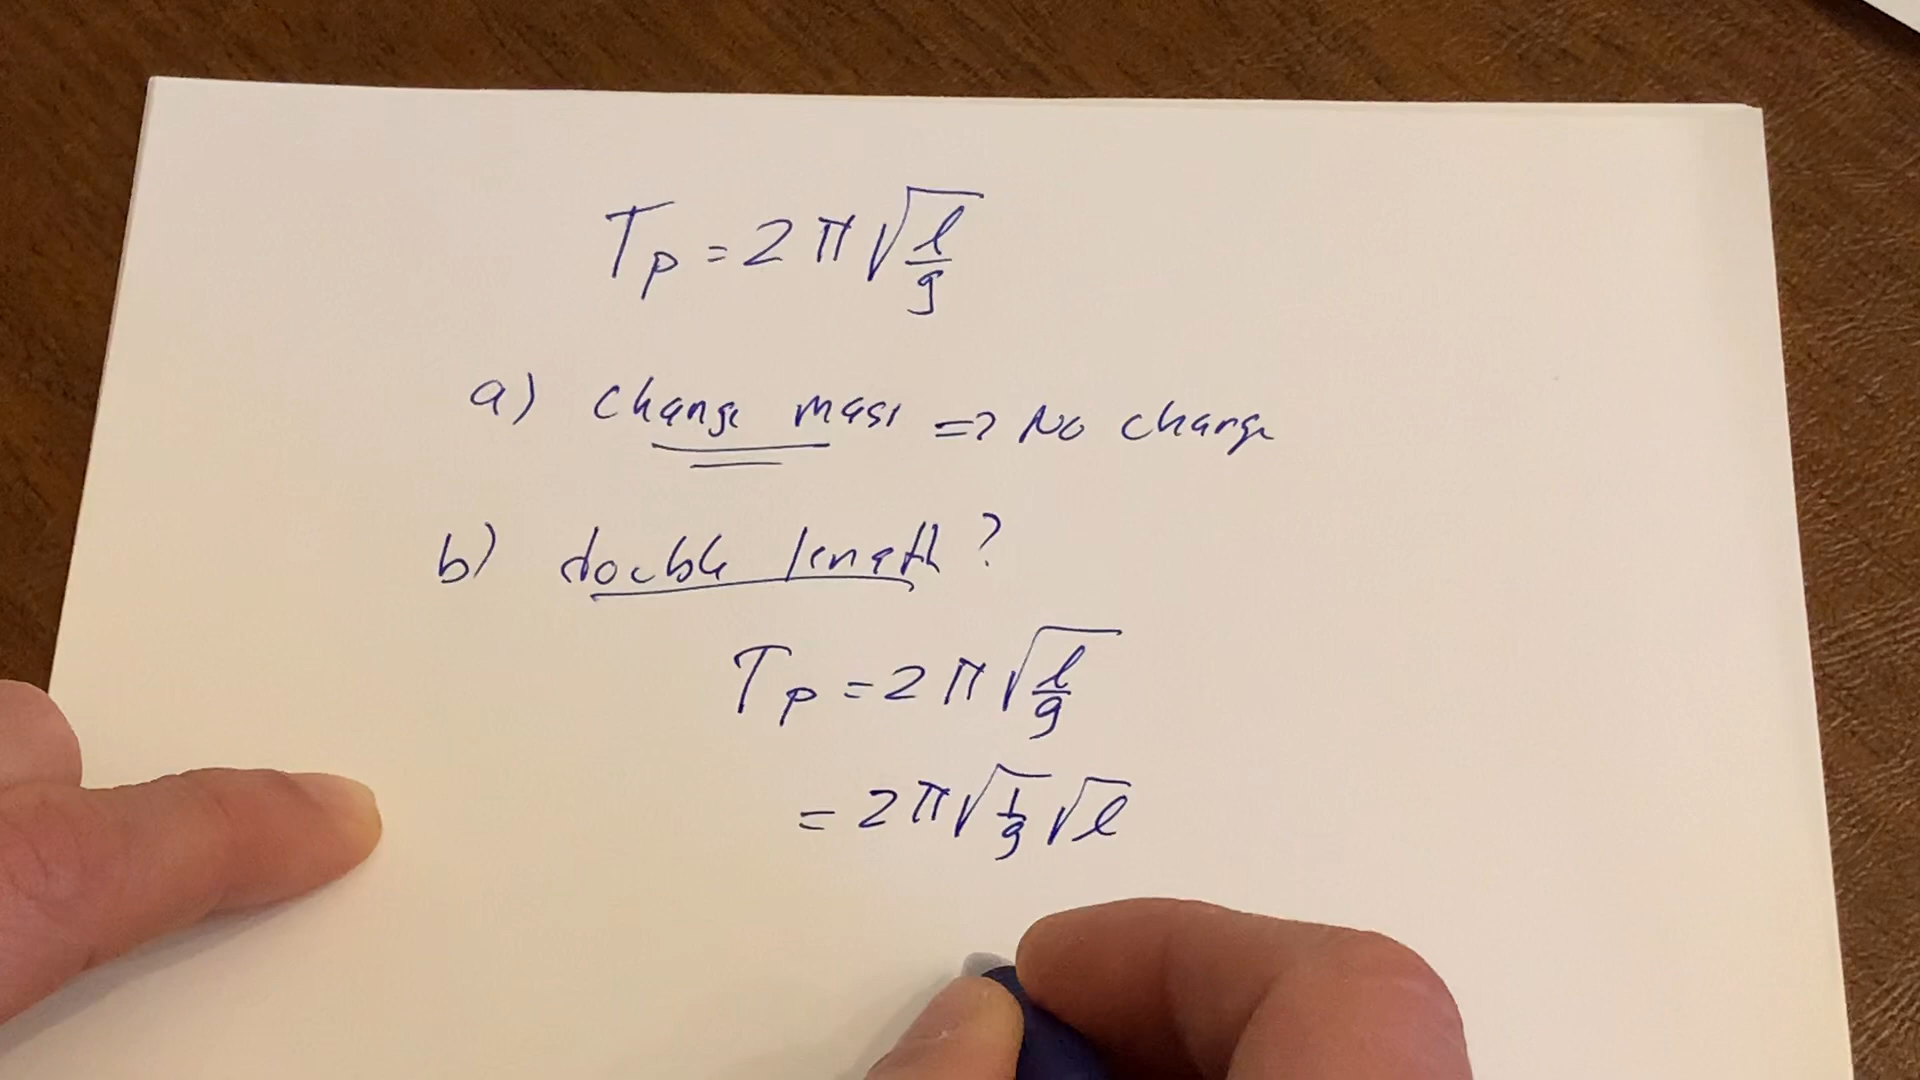 Tp = 2π√(l/g)
a) change mass => No change
b) double length?
Tp = 2π√(l/g)
= 2π√(1/g) √l